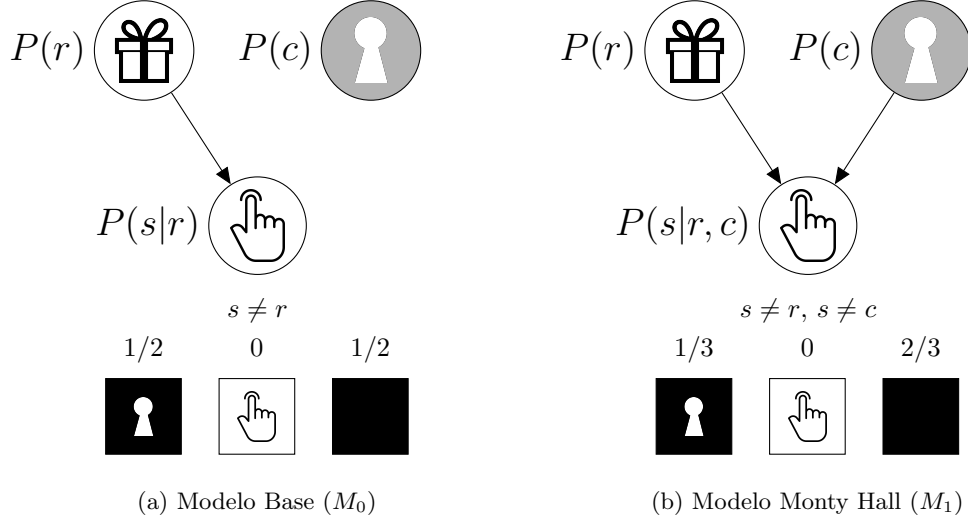 P(r) P(c) P(r) P(c)
P(s|r) P(s|r, c)
s ≠ r s ≠ r, s ≠ c
1/2 0 1/2 1/3 0 2/3
(a) Modelo Base (M₀) (b) Modelo Monty Hall (M₁)